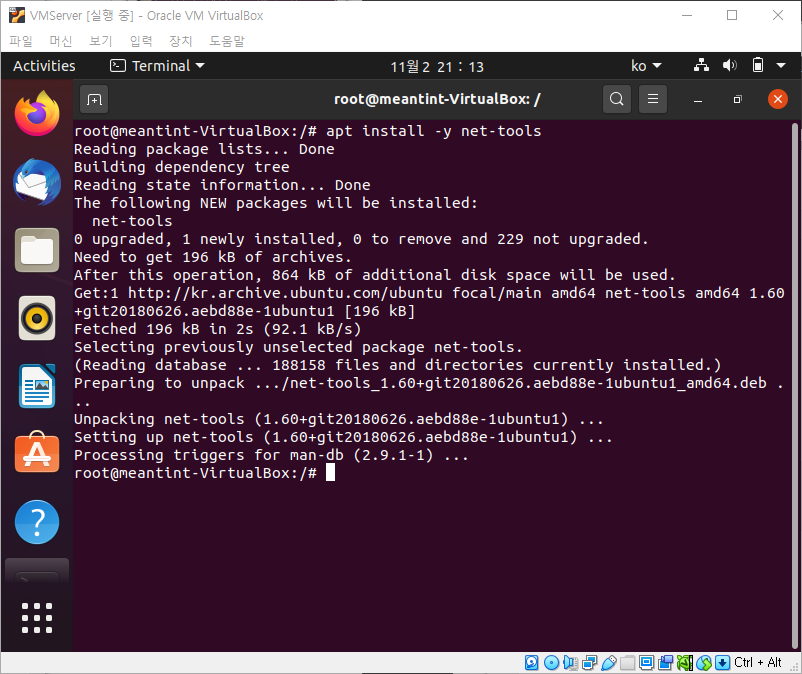 VMServer [실행 중] - Oracle VM VirtualBox
파일 머신 보기 입력 장치 도움말
Activities Terminal 11월 2 21 : 13 ko
root@meantint-VirtualBox: /
root@meantint-VirtualBox:/# apt install -y net-tools
Reading package lists... Done
Building dependency tree
Reading state information... Done
The following NEW packages will be installed:
  net-tools
0 upgraded, 1 newly installed, 0 to remove and 229 not upgraded.
Need to get 196 kB of archives.
After this operation, 864 kB of additional disk space will be used.
Get:1 http://kr.archive.ubuntu.com/ubuntu focal/main amd64 net-tools amd64 1.60
+git20180626.aebd88e-1ubuntu1 [196 kB]
Fetched 196 kB in 2s (92.1 kB/s)
Selecting previously unselected package net-tools.
(Reading database ... 188158 files and directories currently installed.)
Preparing to unpack .../net-tools_1.60+git20180626.aebd88e-1ubuntu1_amd64.deb .
..
Unpacking net-tools (1.60+git20180626.aebd88e-1ubuntu1) ...
Setting up net-tools (1.60+git20180626.aebd88e-1ubuntu1) ...
Processing triggers for man-db (2.9.1-1) ...
root@meantint-VirtualBox:/#
Ctrl + Alt